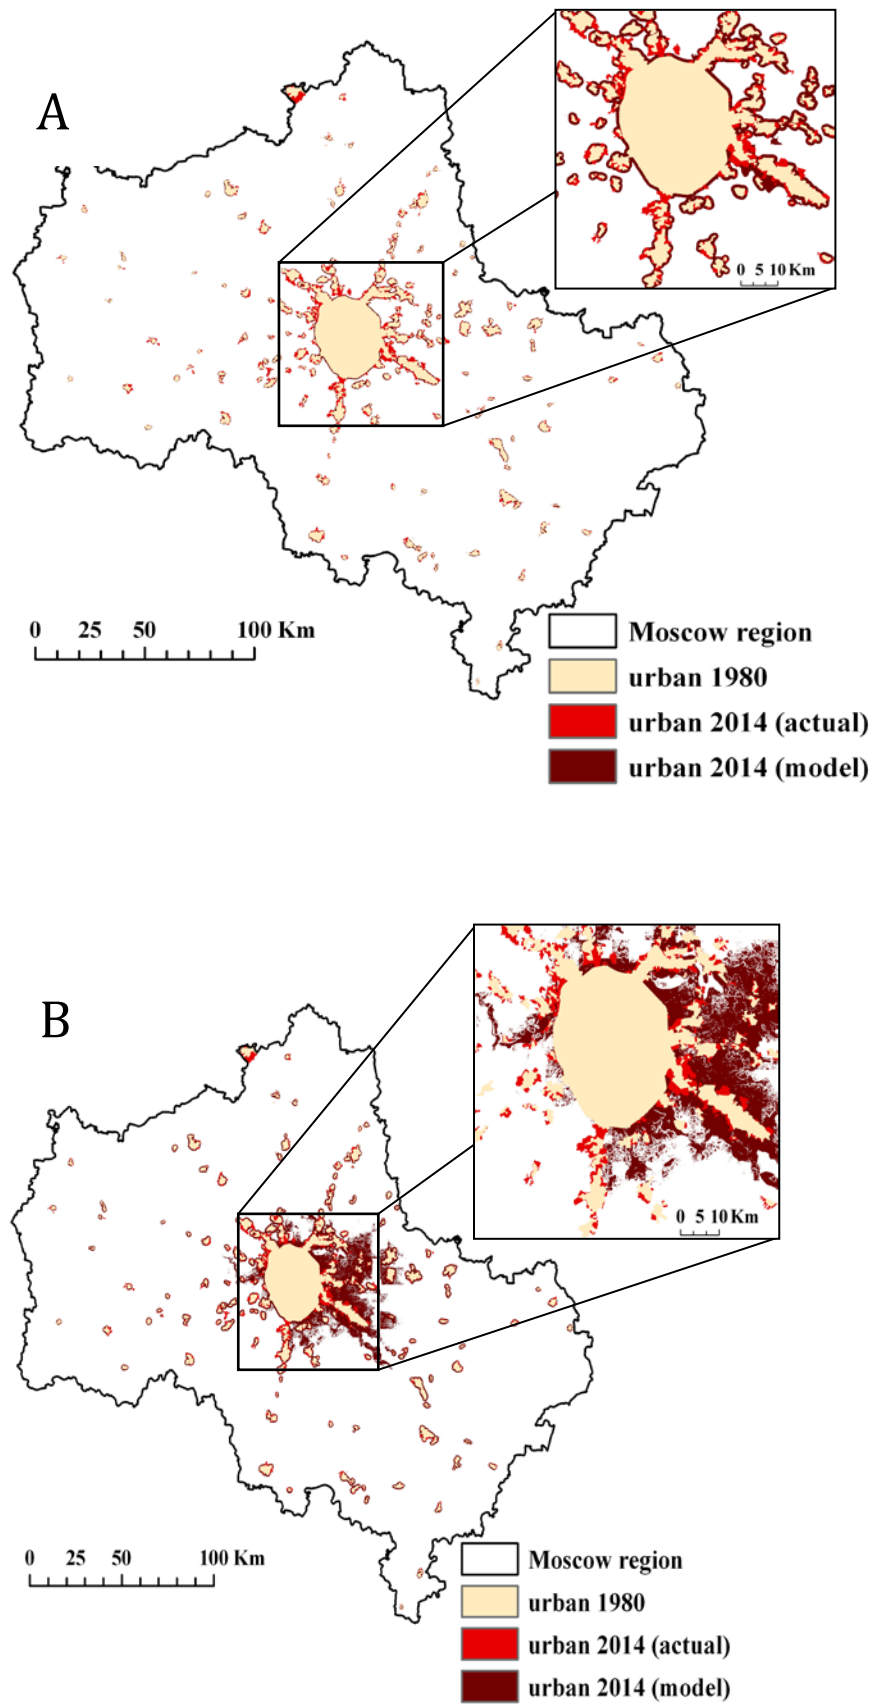 A
0 5 10 Km
0 25 50 100 Km
Moscow region
urban 1980
urban 2014 (actual)
urban 2014 (model)
B
0 5 10 Km
0 25 50 100 Km
Moscow region
urban 1980
urban 2014 (actual)
urban 2014 (model)